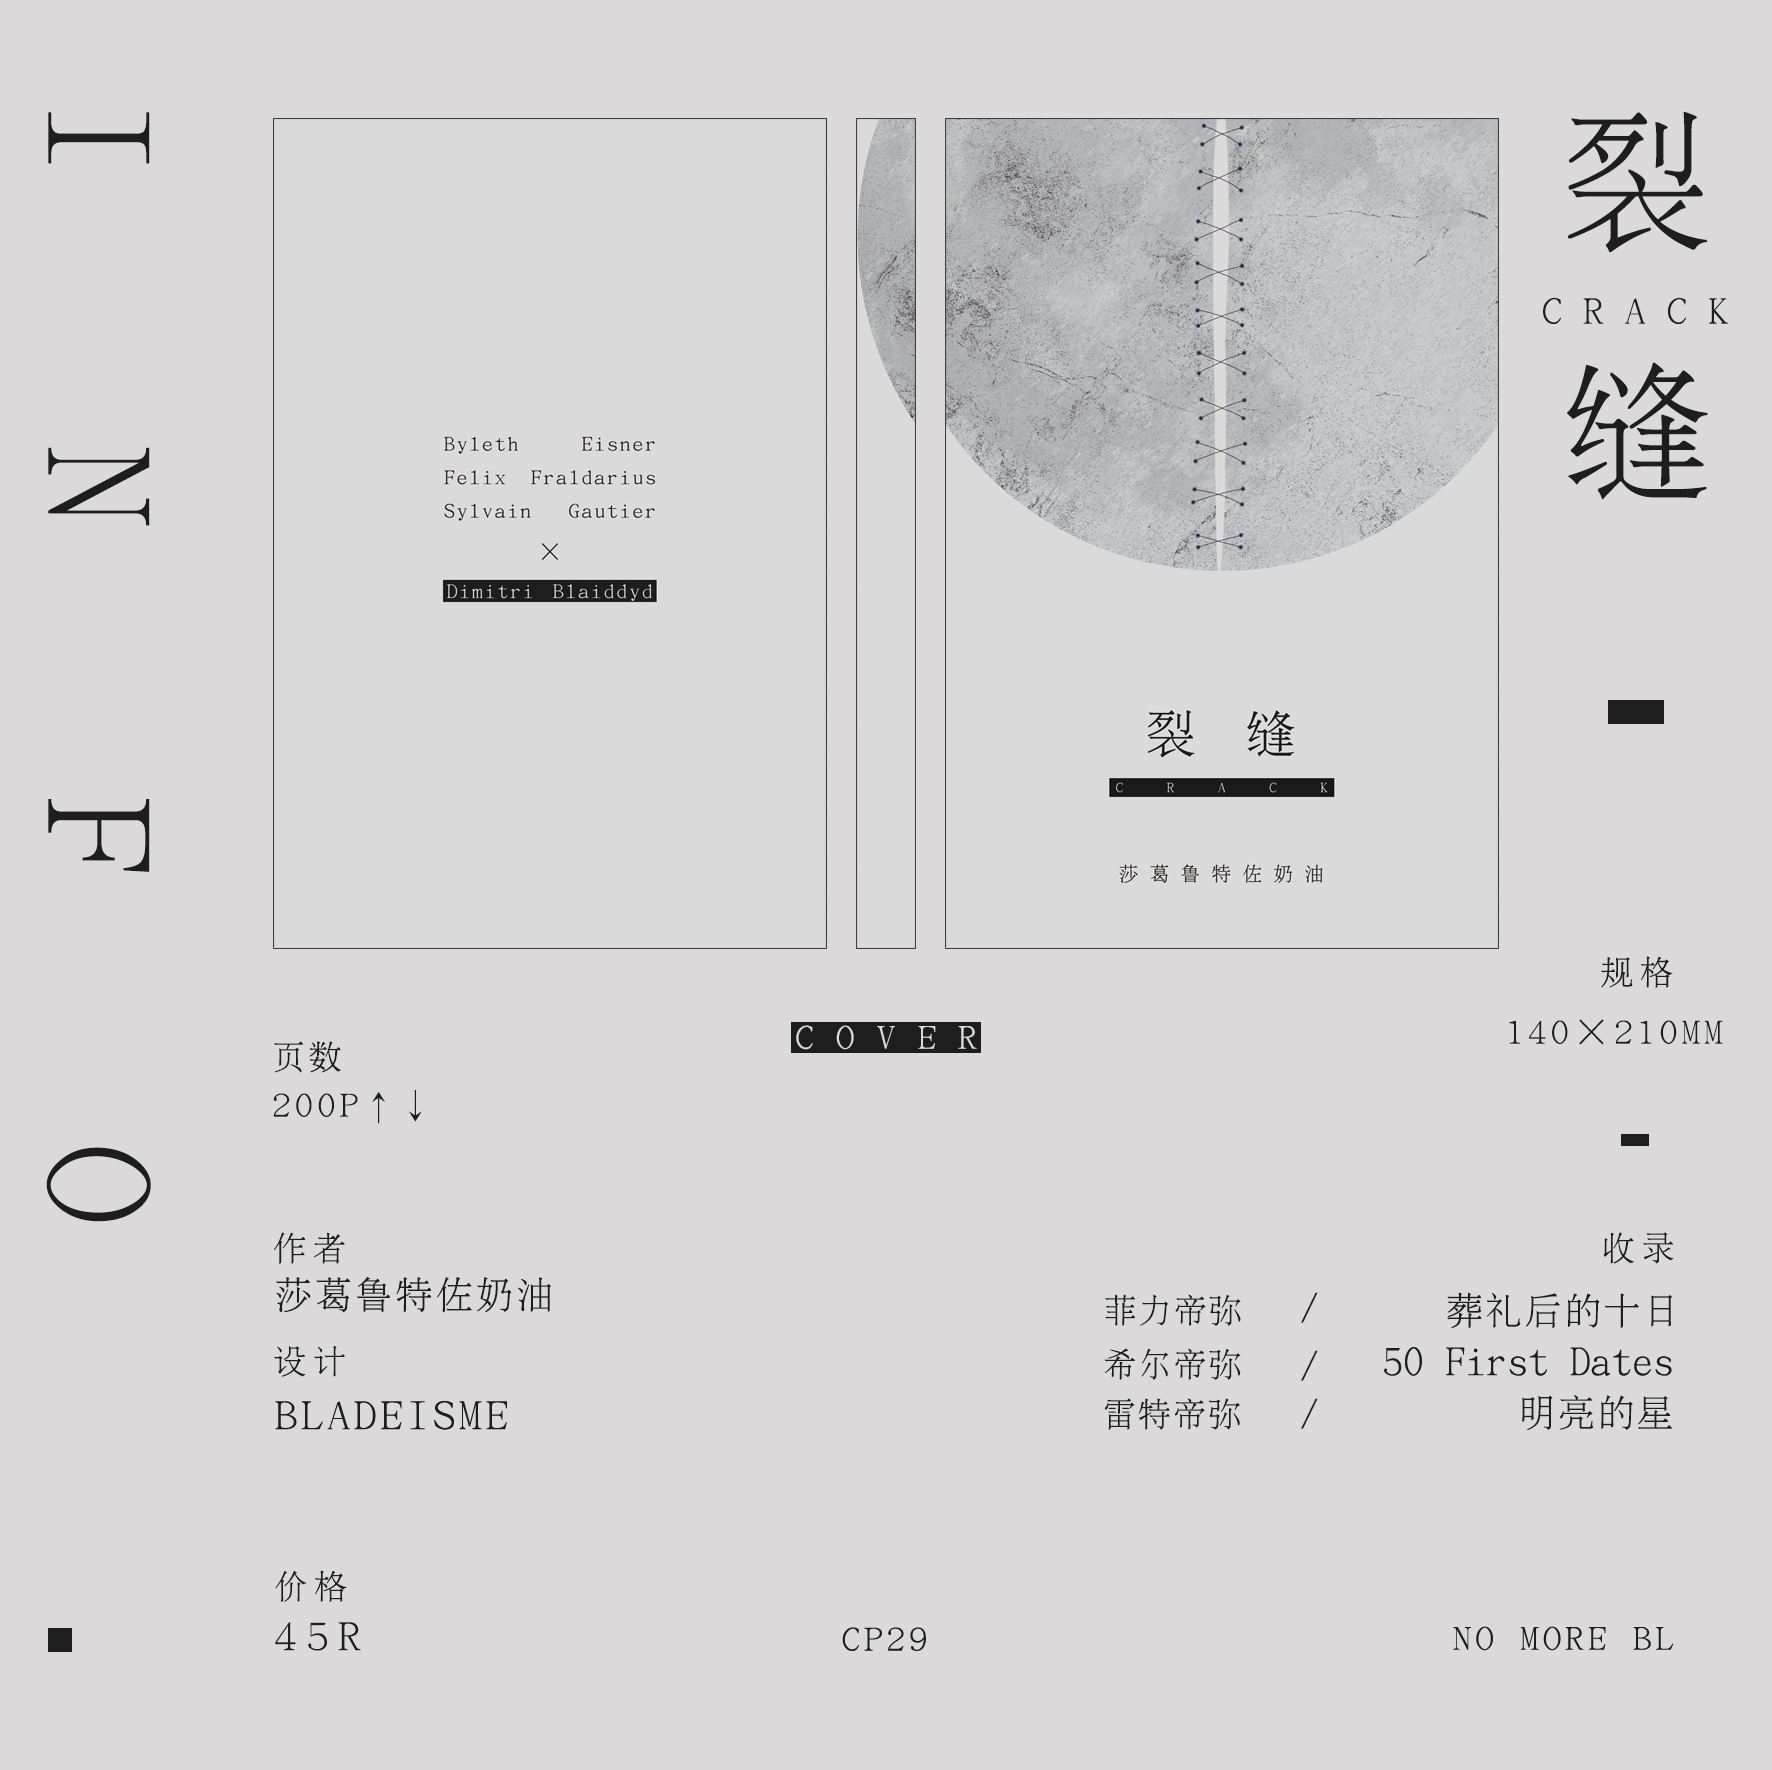 INFO
Byleth Eisner
Felix Fraldarius
Sylvain Gautier
×
Dimitri Blaiddyd
裂缝
CRACK
莎葛鲁特佐奶油
裂
CRACK
缝
规格
140×210MM
COVER
页数
200P↑↓
作者
莎葛鲁特佐奶油
设计
BLADEISME
收录
菲力帝弥 / 葬礼后的十日
希尔帝弥 / 50 First Dates
雷特帝弥 / 明亮的星
价格
45R
CP29
NO MORE BL